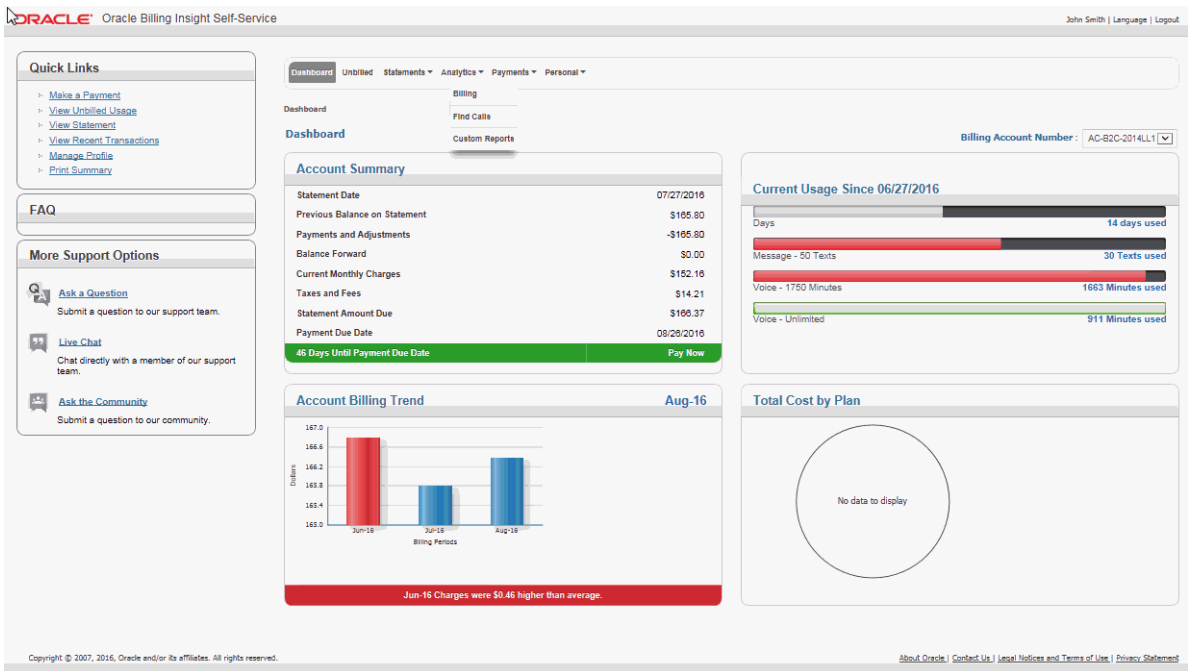 ORACLE Oracle Billing Insight Self-Service
John Smith | Language | Logout
Quick Links
Make a Payment
View Unbilled Usage
View Statement
View Recent Transactions
Manage Profile
Print Summary
FAQ
More Support Options
Ask a Question
Submit a question to our support team.
Live Chat
Chat directly with a member of our support
team.
Ask the Community
Submit a question to our community.
Dashboard Unbilled Statements Analytics Payments Personal
Billing
Find Calls
Custom Reports
Dashboard
Dashboard
Billing Account Number : AC-B2C-2014LL1
Account Summary
Statement Date 07/27/2016
Previous Balance on Statement $165.80
Payments and Adjustments -$165.80
Balance Forward $0.00
Current Monthly Charges $152.16
Taxes and Fees $14.21
Statement Amount Due $166.37
Payment Due Date 08/26/2016
46 Days Until Payment Due Date Pay Now
Current Usage Since 06/27/2016
Days 14 days used
Message - 50 Texts 30 Texts used
Voice - 1750 Minutes 1663 Minutes used
Voice - Unlimited 911 Minutes used
Account Billing Trend Aug-16
167.0
166.6
166.2
165.8
165.4
165.0
Dollars
Jun-16 Jul-16 Aug-16
Billing Periods
Jun-16 Charges were $0.46 higher than average.
Total Cost by Plan
No data to display
Copyright © 2007, 2016, Oracle and/or its affiliates. All rights reserved.
About Oracle | Contact Us | Legal Notices and Terms of Use | Privacy Statement